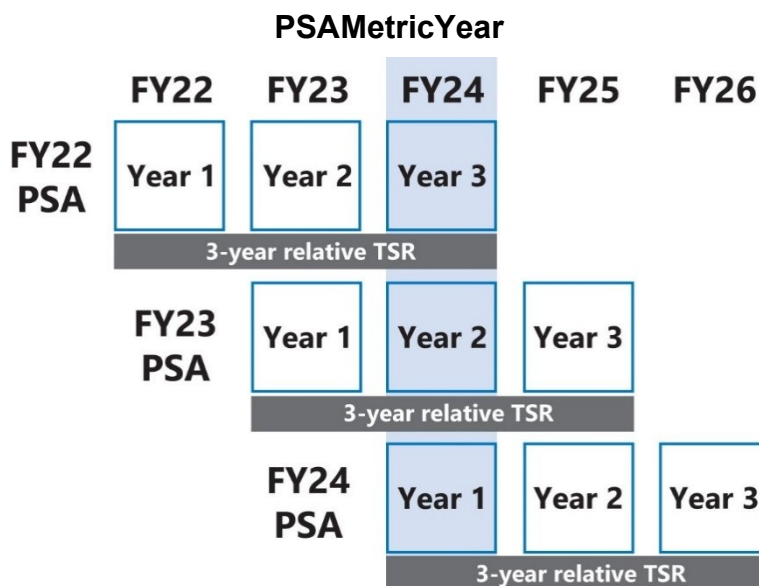 PSAMetricYear
FY22 FY23 FY24 FY25 FY26
FY22
PSA
Year 1 Year 2 Year 3
3-year relative TSR
FY23
PSA
Year 1 Year 2 Year 3
3-year relative TSR
FY24
PSA
Year 1 Year 2 Year 3
3-year relative TSR